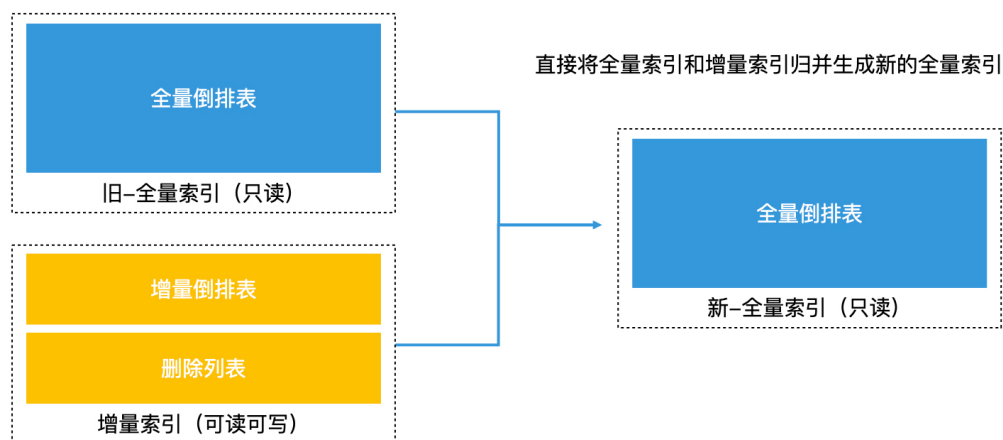 全量倒排表
旧-全量索引（只读）
增量倒排表
删除列表
增量索引（可读可写）
直接将全量索引和增量索引归并生成新的全量索引
全量倒排表
新-全量索引（只读）